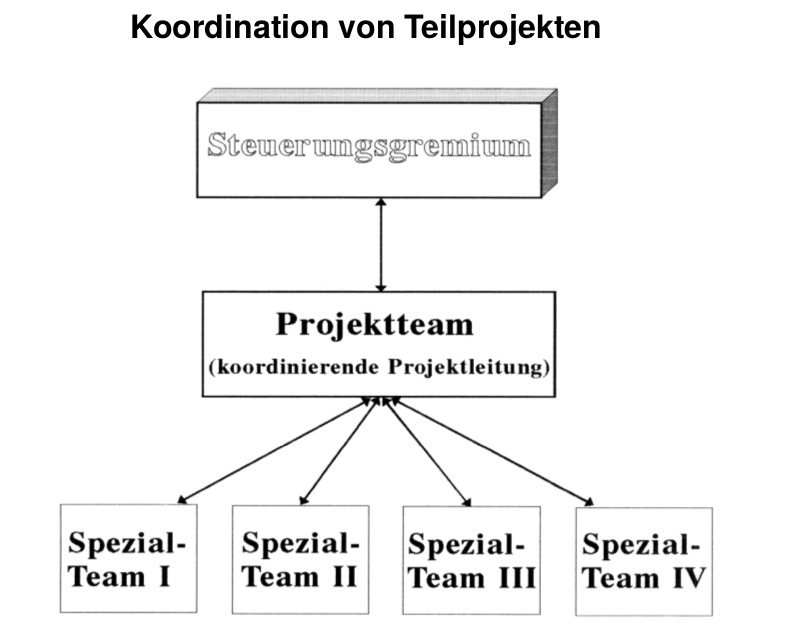 Koordination von Teilprojekten
Steuerungsgremium
Projektteam
(koordinierende Projektleitung)
Spezial-
Team I
Spezial-
Team II
Spezial-
Team III
Spezial-
Team IV